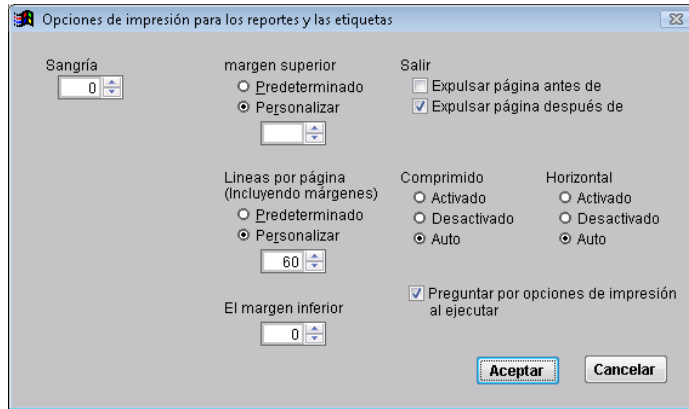 Opciones de impresión para los reportes y las etiquetas
Sangría
0
margen superior
Predeterminado
Personalizar
Salir
Expulsar página antes de
Expulsar página después de
Lineas por página
(Incluyendo márgenes)
Predeterminado
Personalizar
60
Comprimido
Activado
Desactivado
Auto
Horizontal
Activado
Desactivado
Auto
El margen inferior
0
Preguntar por opciones de impresión
al ejecutar
Aceptar
Cancelar